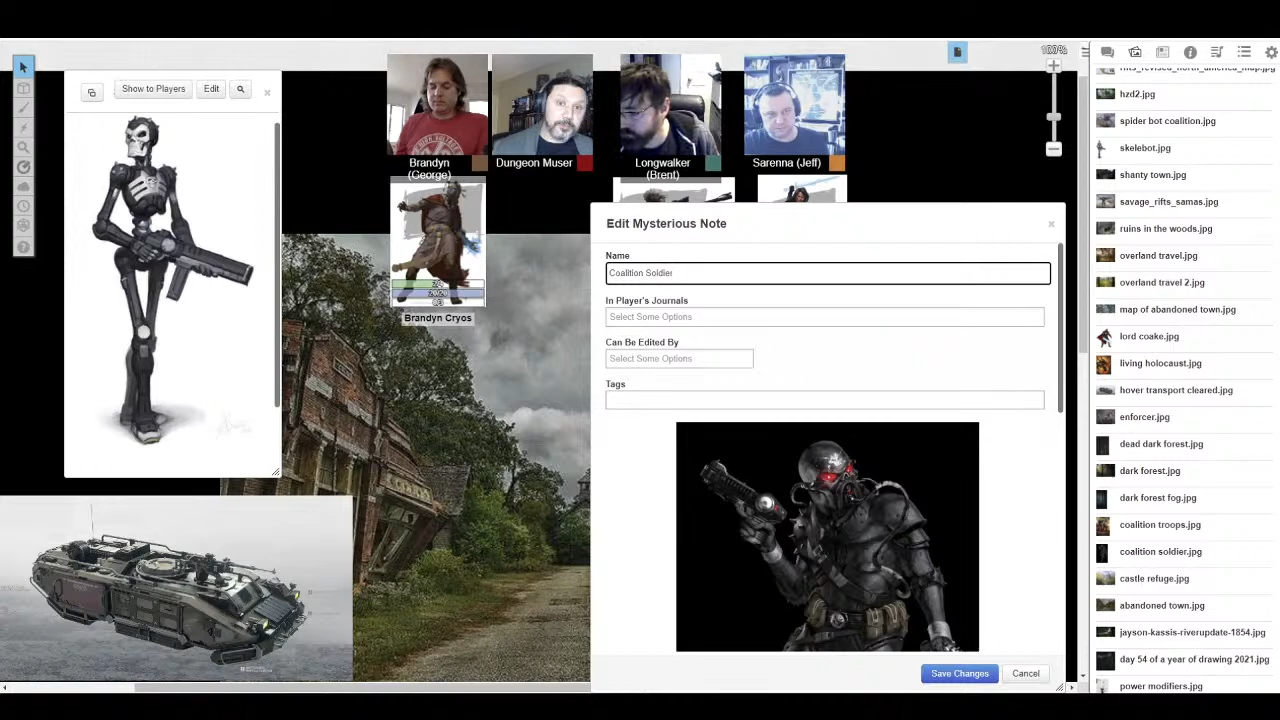 100%
Show to Players
Edit
Brandyn
(George)
Dungeon Muser
Longwalker
(Brent)
Sarenna (Jeff)
Brandyn Cryos
Edit Mysterious Note
Name
Coalition Soldier
In Player's Journals
Select Some Options
Can Be Edited By
Select Some Options
Tags
Save Changes
Cancel
rifts_revised_north_america_map.jpg
hzd2.jpg
spider bot coalition.jpg
skelebot.jpg
shanty town.jpg
savage_rifts_samas.jpg
ruins in the woods.jpg
overland travel.jpg
overland travel 2.jpg
map of abandoned town.jpg
lord coake.jpg
living holocaust.jpg
hover transport cleared.jpg
enforcer.jpg
dead dark forest.jpg
dark forest.jpg
dark forest fog.jpg
coalition troops.jpg
coalition soldier.jpg
castle refuge.jpg
abandoned town.jpg
jayson-kassis-riverupdate-1854.jpg
day 54 of a year of drawing 2021.jpg
power modifiers.jpg